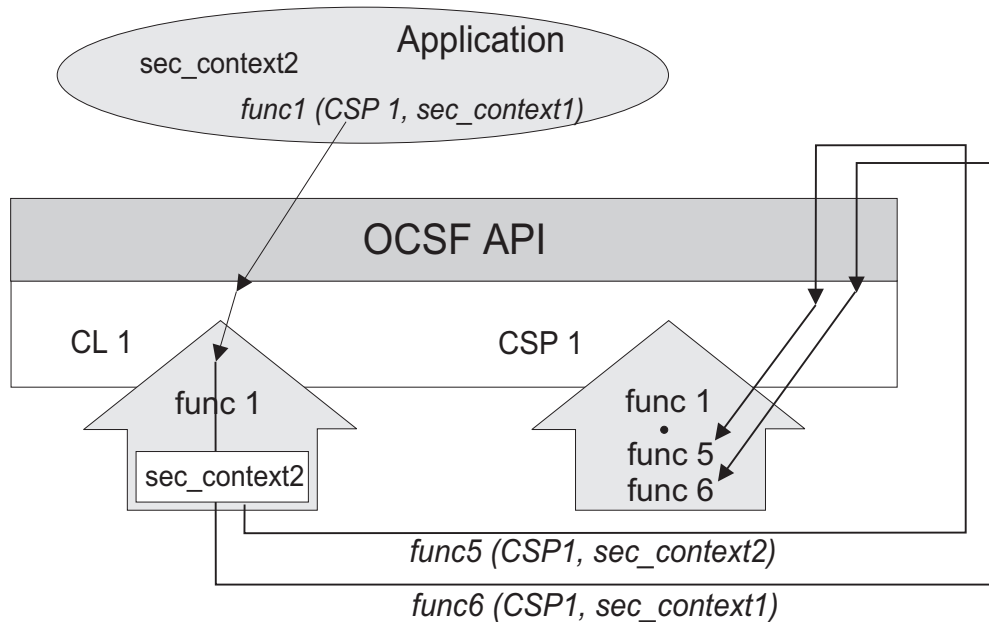 Application
sec_context2
func1 (CSP 1, sec_context1)
OCSF API
CL 1
CSP 1
func 1
sec_context2
func 1
•
func 5
func 6
func5 (CSP1, sec_context2)
func6 (CSP1, sec_context1)